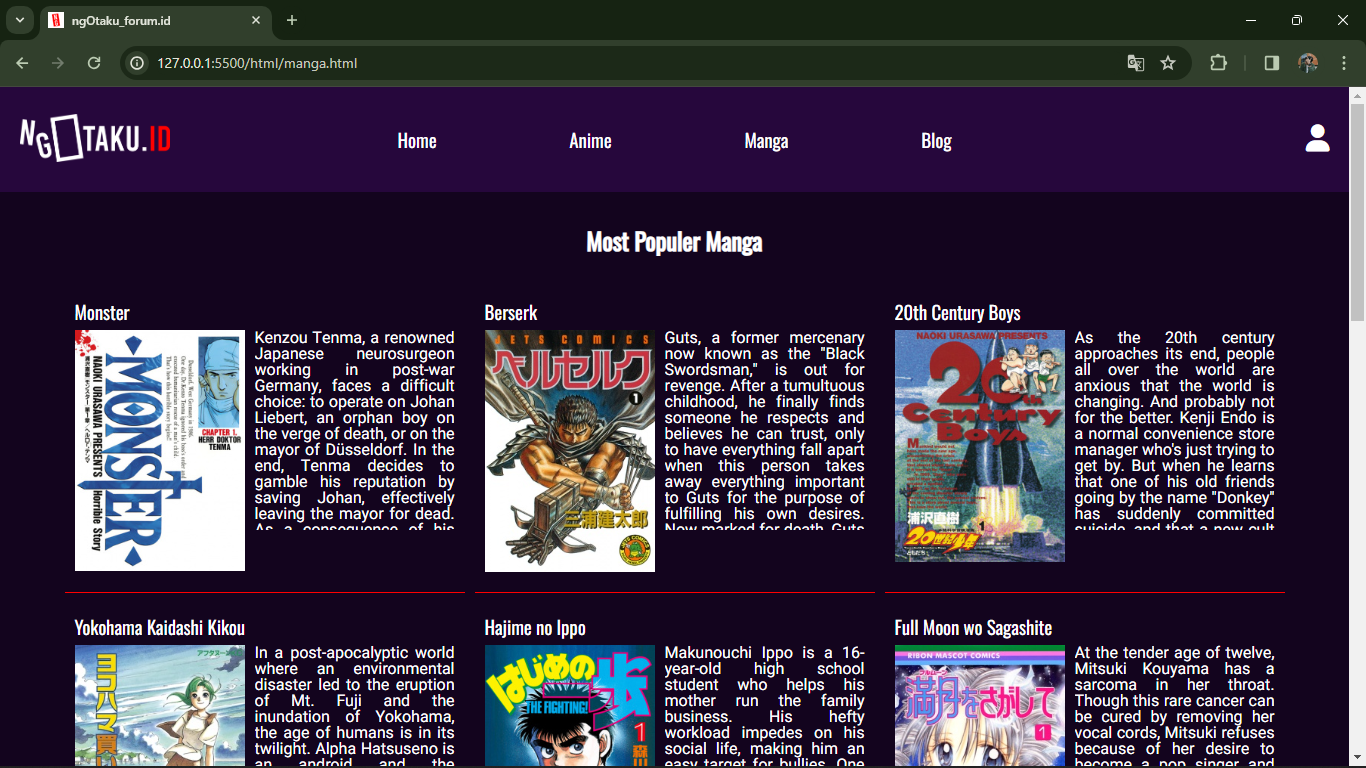 ngOtaku_forum.id
127.0.0.1:5500/html/manga.html
NGOTAKU.ID
Home
Anime
Manga
Blog
Most Populer Manga
Monster
CHAPTER 1.
HERR DOKTOR
TENMA
MONSTER
NAOKI URASAWA PRESENTS
Horrible Story
Kenzou Tenma, a renowned
Japanese neurosurgeon
working in post-war
Germany, faces a difficult
choice: to operate on Johan
Liebert, an orphan boy on
the verge of death, or on the
mayor of Düsseldorf. In the
end, Tenma decides to
gamble his reputation by
saving Johan, effectively
leaving the mayor for dead.
As a consequence of his
Berserk
JETS COMICS
ベルセルク
1
三浦建太郎
Guts, a former mercenary
now known as the "Black
Swordsman," is out for
revenge. After a tumultuous
childhood, he finally finds
someone he respects and
believes he can trust, only
to have everything fall apart
when this person takes
away everything important
to Guts for the purpose of
fulfilling his own desires.
Now marked for death, Guts
20th Century Boys
NAOKI URASAWA PRESENTS
20th
Century
Boys
浦沢直樹
1
20世紀少年
As the 20th century
approaches its end, people
all over the world are
anxious that the world is
changing. And probably not
for the better. Kenji Endo is
a normal convenience store
manager who's just trying to
get by. But when he learns
that one of his old friends
going by the name "Donkey"
has suddenly committed
suicide, and that a new cult
Yokohama Kaidashi Kikou
アフタヌーン
ヨコハマ買い
In a post-apocalyptic world
where an environmental
disaster led to the eruption
of Mt. Fuji and the
inundation of Yokohama,
the age of humans is in its
twilight. Alpha Hatsuseno is
an android and the
Hajime no Ippo
はじめの歩
THE FIGHTING!
1
森川
Makunouchi Ippo is a 16-
year-old high school
student who helps his
mother run the family
business. His hefty
workload impedes on his
social life, making him an
easy target for bullies. One
Full Moon wo Sagashite
RIBON MASCOT COMICS
満月をさがして
1
At the tender age of twelve,
Mitsuki Kouyama has a
sarcoma in her throat.
Though this rare cancer can
be cured by removing her
vocal cords, Mitsuki refuses
because of her desire to
become a pop singer and